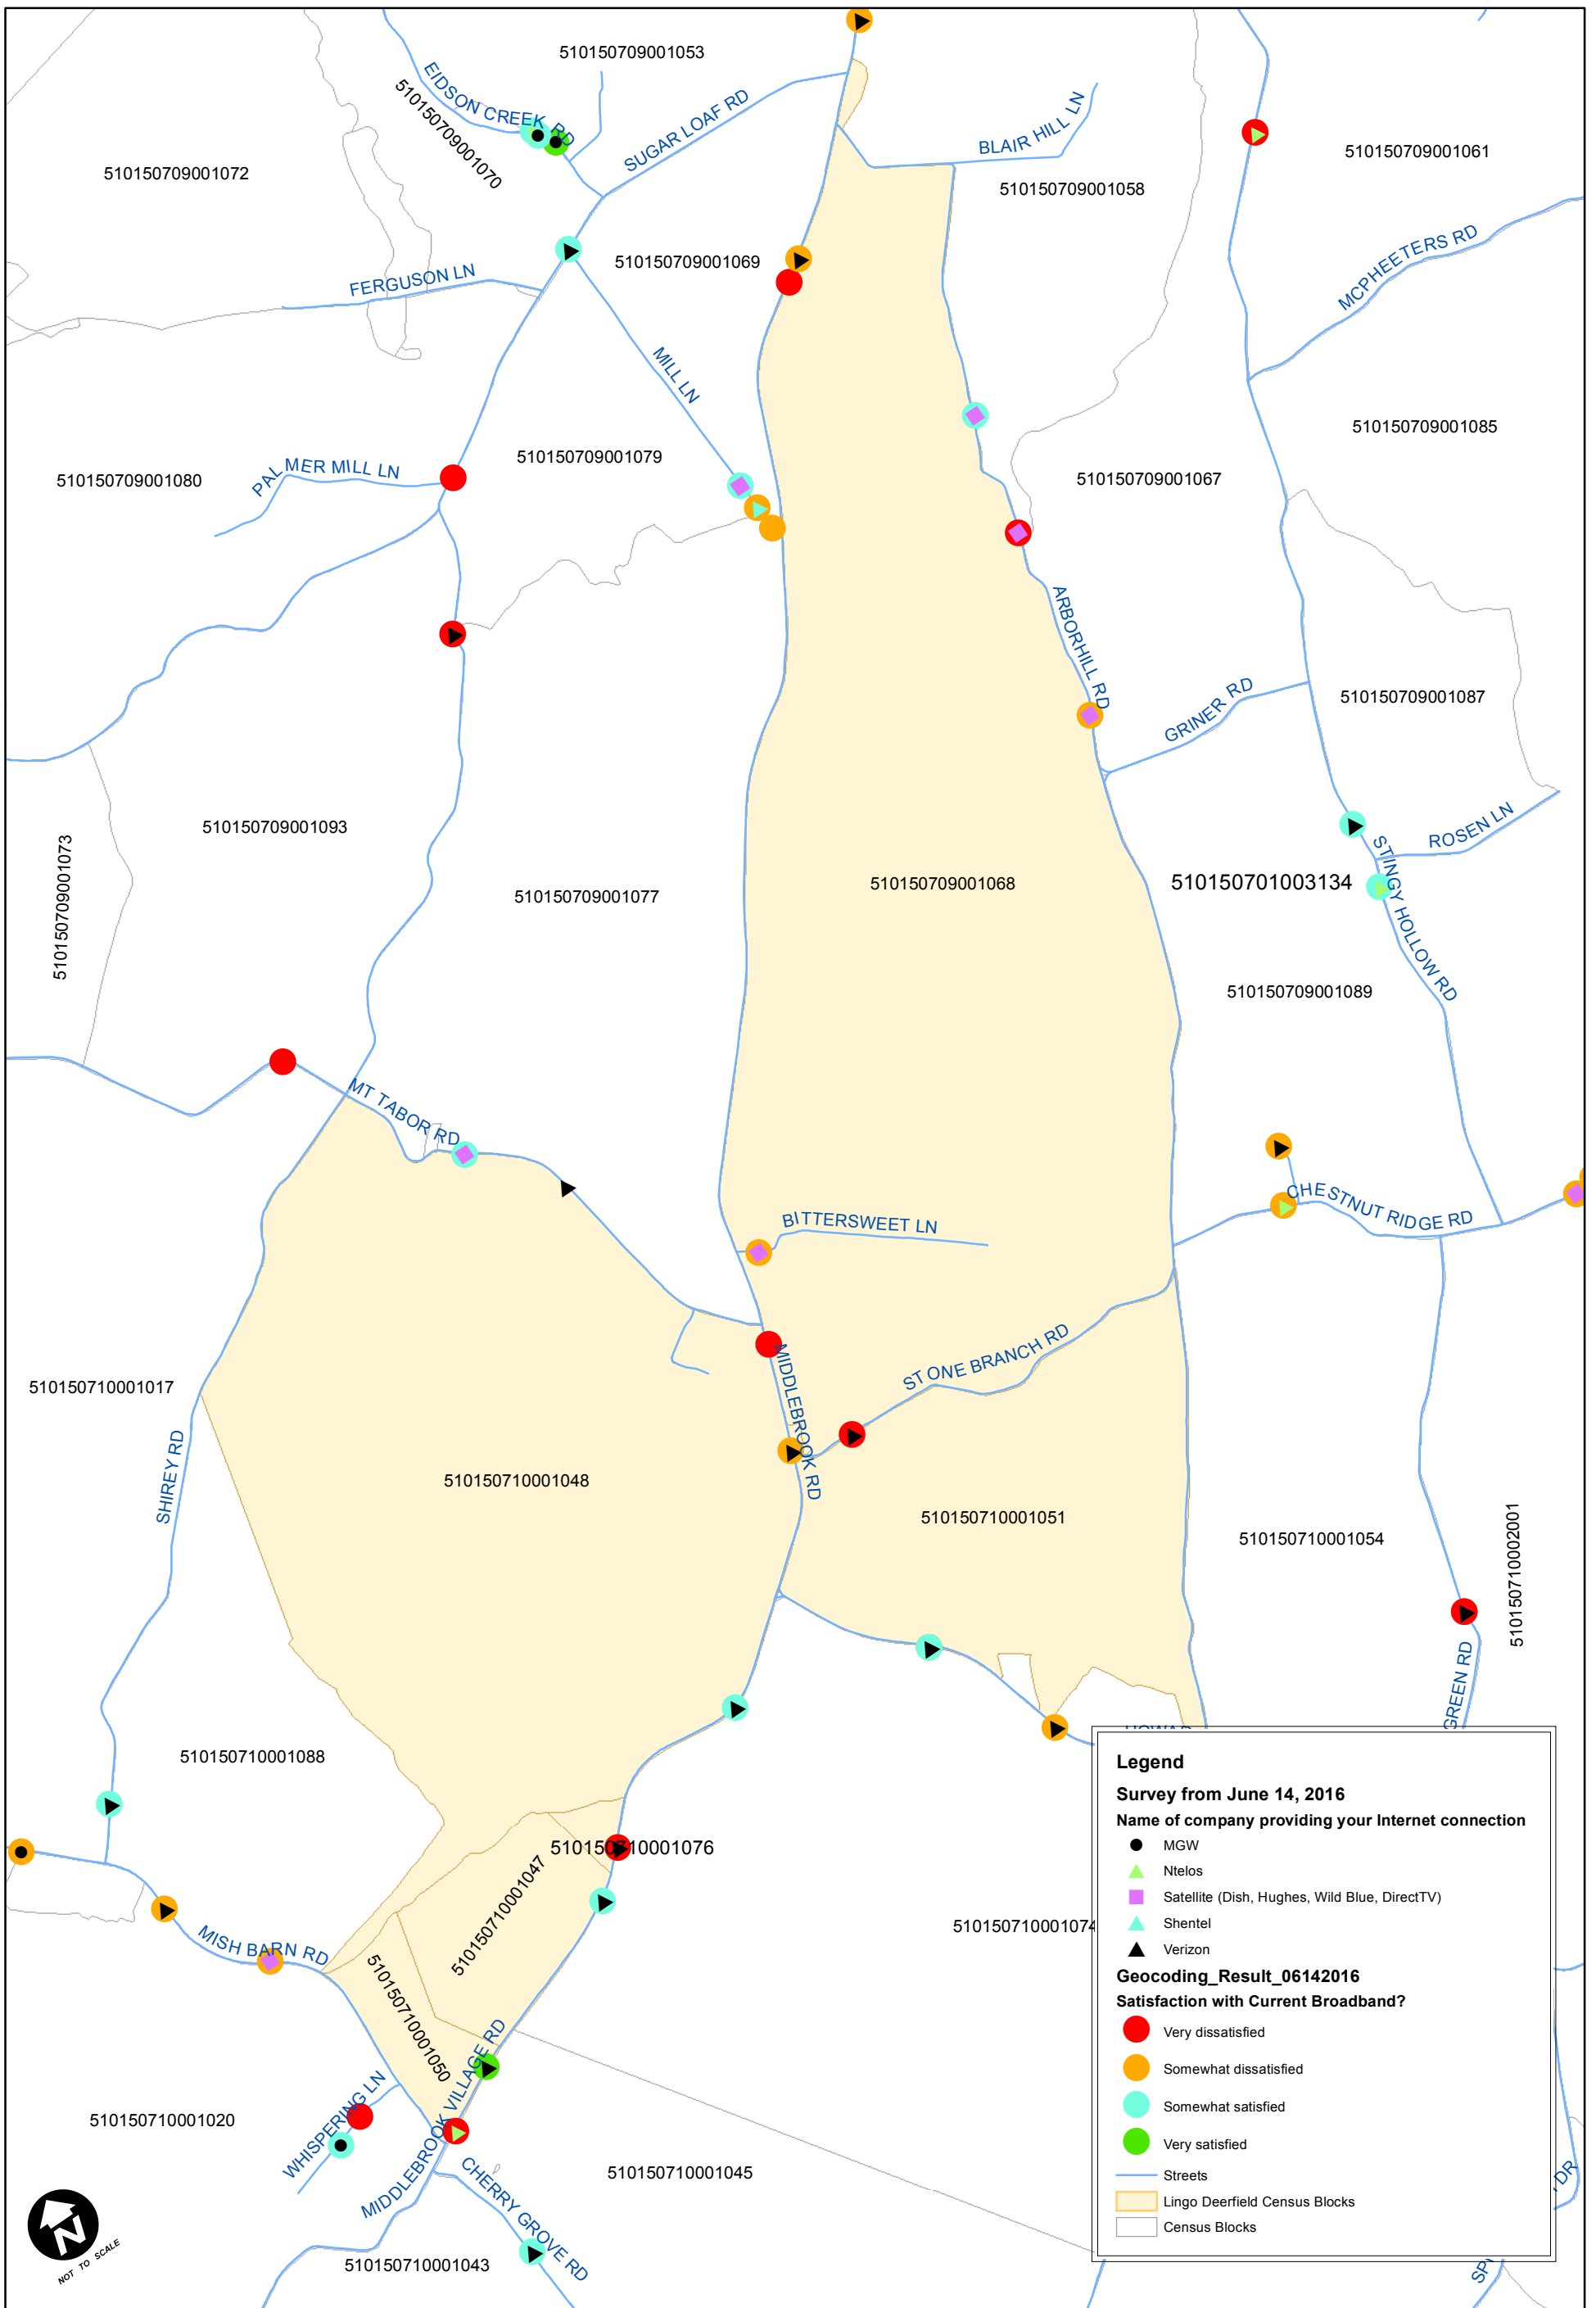 510150709001053
EIDSON CREEK RD
510150709001070
SUGAR LOAF RD
BLAIR HILL LN
510150709001061
510150709001072
510150709001058
510150709001069
MCPHEETERS RD
FERGUSON LN
MILL LN
510150709001085
510150709001079
PALMER MILL LN
510150709001080
510150709001067
ARBORHILL RD
GRINER RD
510150709001087
510150709001093
ROSEN LN
510150709001073
510150709001077
510150709001068
510150701003134
STINGY HOLLOW RD
510150709001089
MT TABOR RD
CHESTNUT RIDGE RD
BITTERSWEET LN
MIDDLEBROOK RD
STONE BRANCH RD
510150710001017
SHIREY RD
510150710001048
510150710001051
510150710001054
510150710002001
GREEN RD
510150710001088
510150710001076
510150710001047
510150710001074
MISH BARN RD
510150710001050
MIDDLEBROOK VILLAGE RD
WHISPERING LN
510150710001020
CHERRY GROVE RD
510150710001045
510150710001043
DR
Legend
Survey from June 14, 2016
Name of company providing your Internet connection
MGW
Ntelos
Satellite (Dish, Hughes, Wild Blue, DirectTV)
Shentel
Verizon
Geocoding_Result_06142016
Satisfaction with Current Broadband?
Very dissatisfied
Somewhat dissatisfied
Somewhat satisfied
Very satisfied
Streets
Lingo Deerfield Census Blocks
Census Blocks
N
NOT TO SCALE